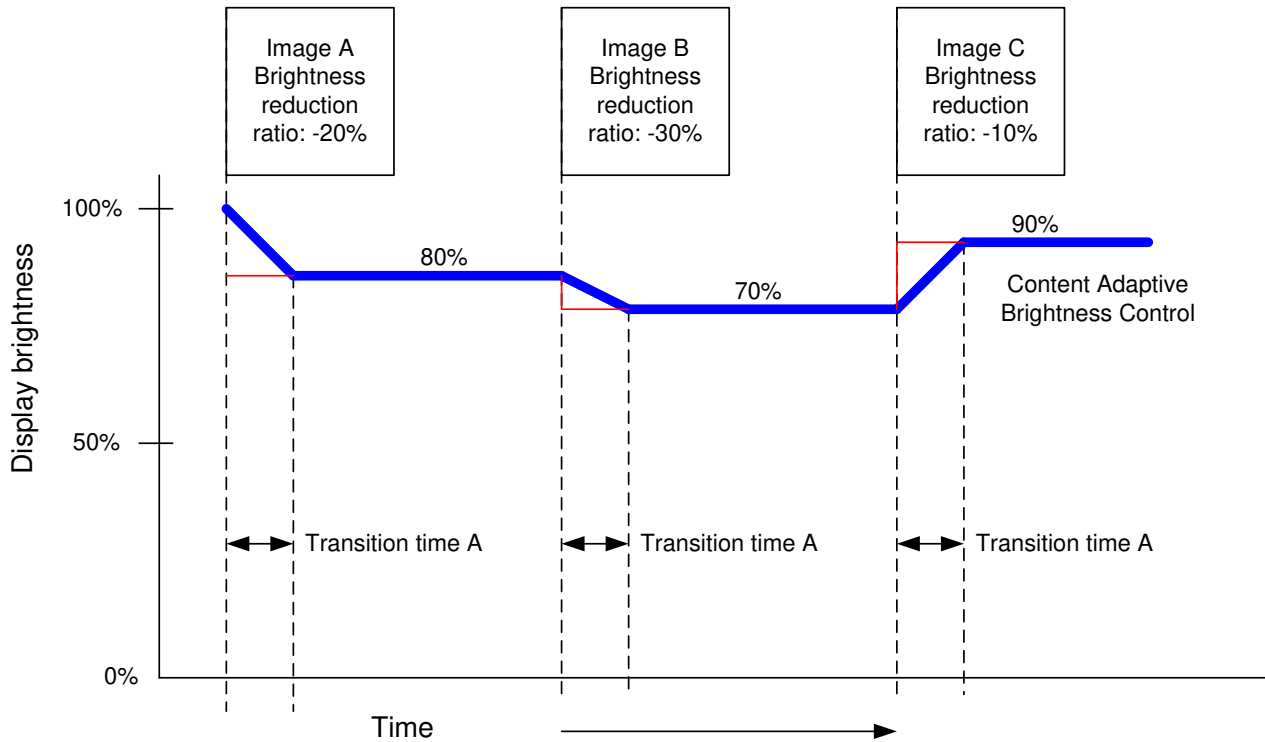 Image A
Brightness
reduction
ratio: -20%
Image B
Brightness
reduction
ratio: -30%
Image C
Brightness
reduction
ratio: -10%
100%
80%
70%
90%
Content Adaptive
Brightness Control
Display brightness
50%
Transition time A
Transition time A
Transition time A
0%
Time